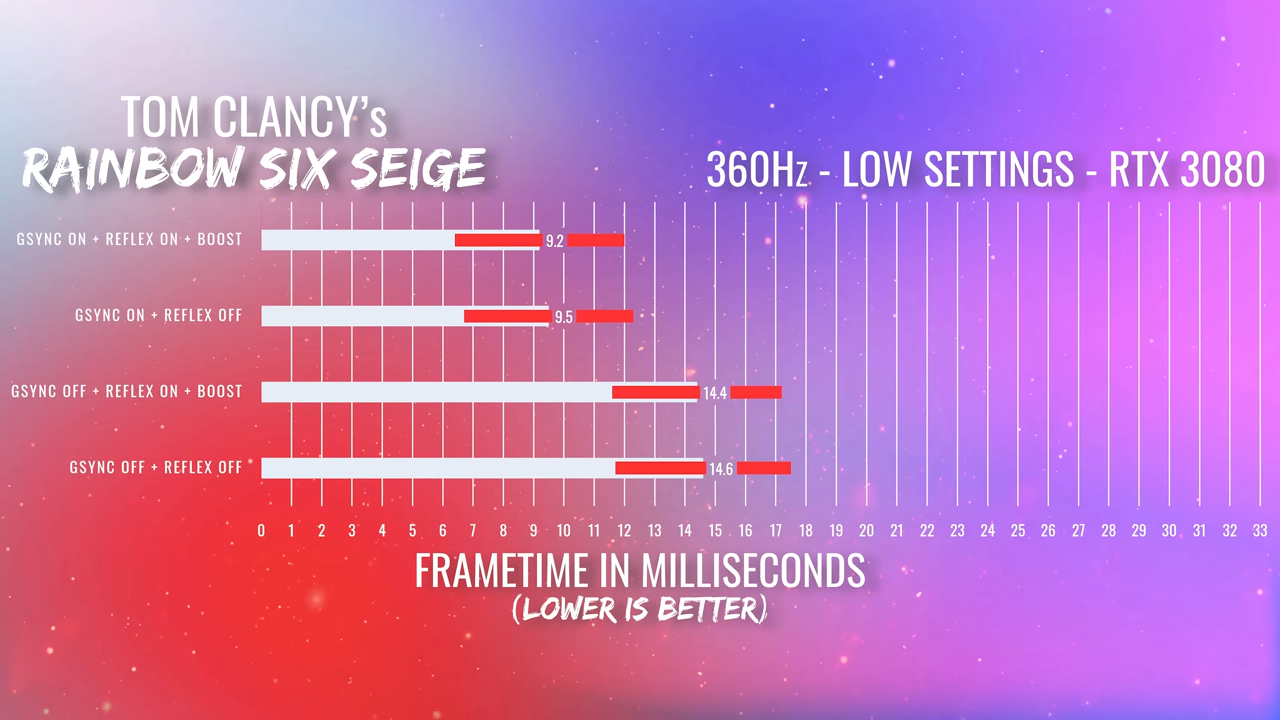 TOM CLANCY's
RAINBOW SIX SEIGE
360Hz - LOW SETTINGS - RTX 3080
GSYNC ON + REFLEX ON + BOOST
9.2
GSYNC ON + REFLEX OFF
9.5
GSYNC OFF + REFLEX ON + BOOST
14.4
GSYNC OFF + REFLEX OFF
14.6
0 1 2 3 4 5 6 7 8 9 10 11 12 13 14 15 16 17 18 19 20 21 22 23 24 25 26 27 28 29 30 31 32 33
FRAMETIME IN MILLISECONDS
(LOWER IS BETTER)